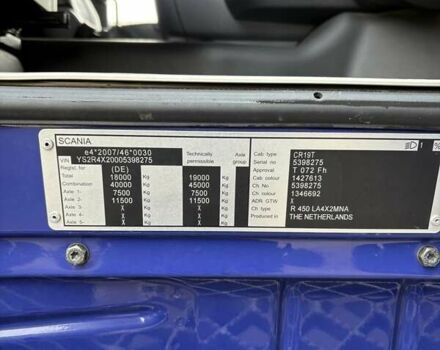 SCANIA
e4*2007/46*0030
VIN YS2R4X20005398275
(DE)
Technically permissible
Axle group
Vehicle 18000 Kg 19000 Kg
Combination 40000 Kg 45000 Kg
Axle 1- 7500 Kg 7500 Kg
Axle 2- 11500 Kg 11500 Kg
Axle 3- X Kg X Kg
Axle 4- X Kg X Kg
Axle 5- X Kg X Kg
Cab type CR19T
Serial no 5398275
Approval T 072 Fh
Cab colour 1427613
Ch. No 5398275
Ch colour 1346692
ADR GTW X
Ch type R 450 LA4X2MNA
Produced in THE NETHERLANDS
1 %